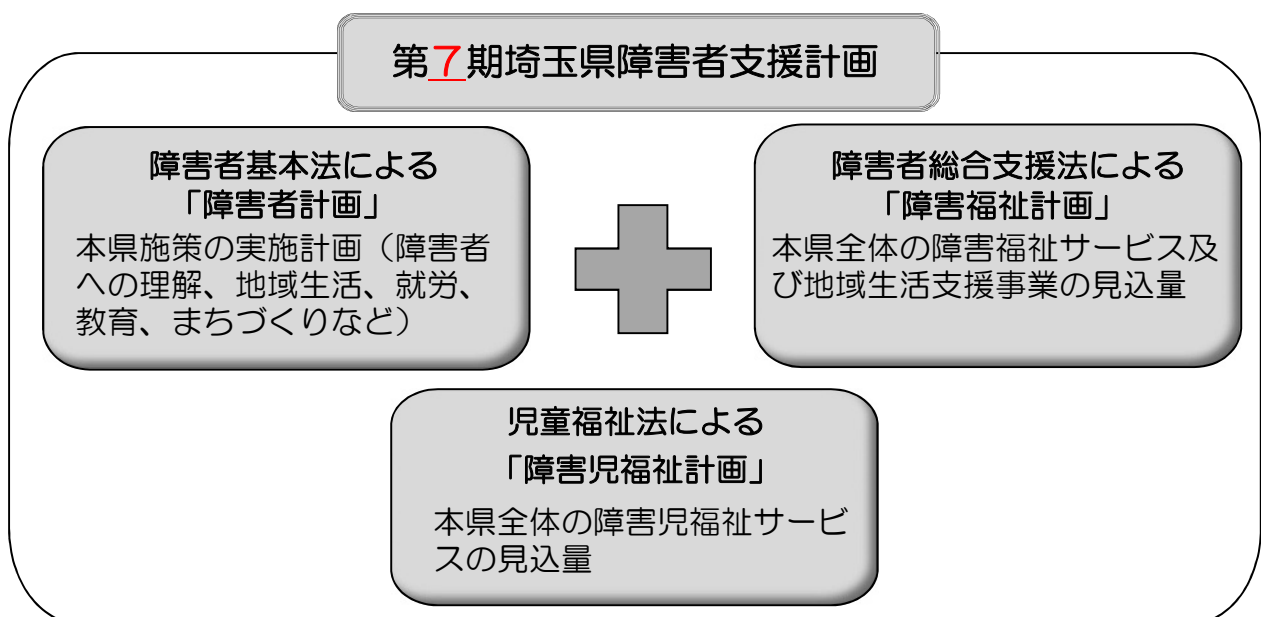 第７期埼玉県障害者支援計画
障害者基本法による
「障害者計画」
本県施策の実施計画（障害者
への理解、地域生活、就労、
教育、まちづくりなど）
障害者総合支援法による
「障害福祉計画」
本県全体の障害福祉サービス及
び地域生活支援事業の見込量
児童福祉法による
「障害児福祉計画」
本県全体の障害児福祉サービ
スの見込量